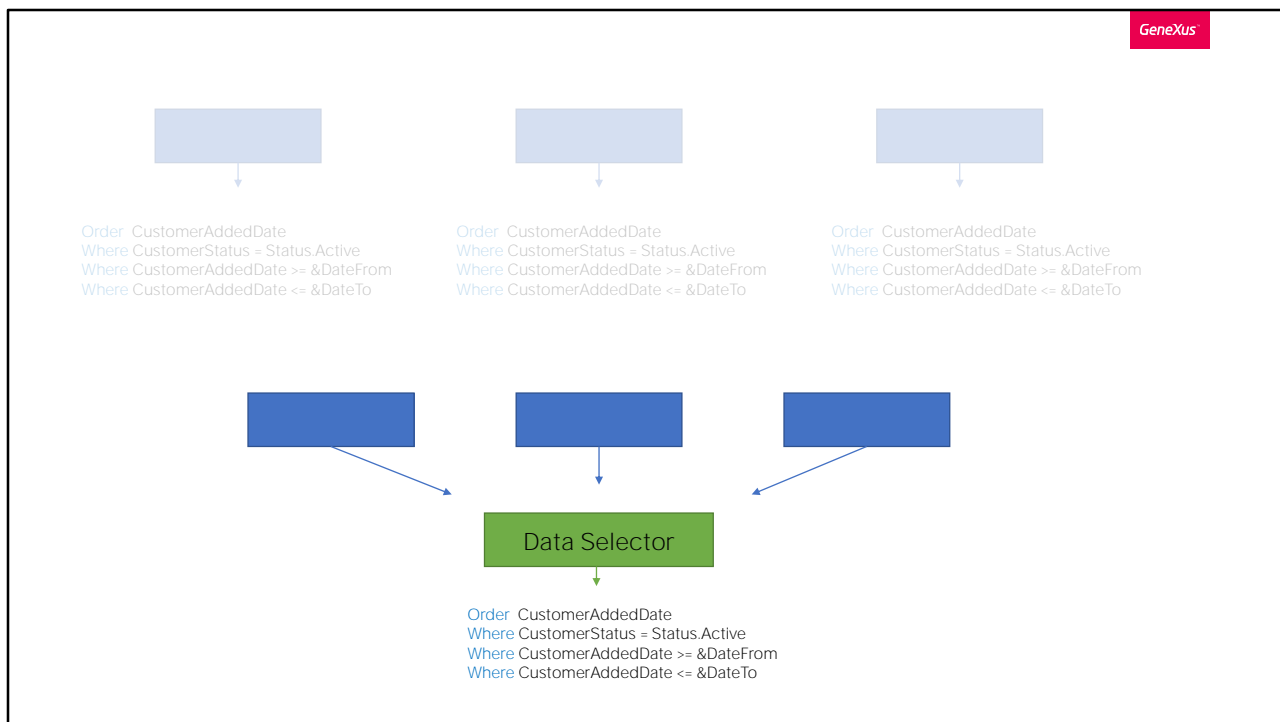 GeneXus™
Order CustomerAddedDate
Where CustomerStatus = Status.Active
Where CustomerAddedDate >= &DateFrom
Where CustomerAddedDate <= &DateTo
Order CustomerAddedDate
Where CustomerStatus = Status.Active
Where CustomerAddedDate >= &DateFrom
Where CustomerAddedDate <= &DateTo
Order CustomerAddedDate
Where CustomerStatus = Status.Active
Where CustomerAddedDate >= &DateFrom
Where CustomerAddedDate <= &DateTo
Data Selector
Order CustomerAddedDate
Where CustomerStatus = Status.Active
Where CustomerAddedDate >= &DateFrom
Where CustomerAddedDate <= &DateTo